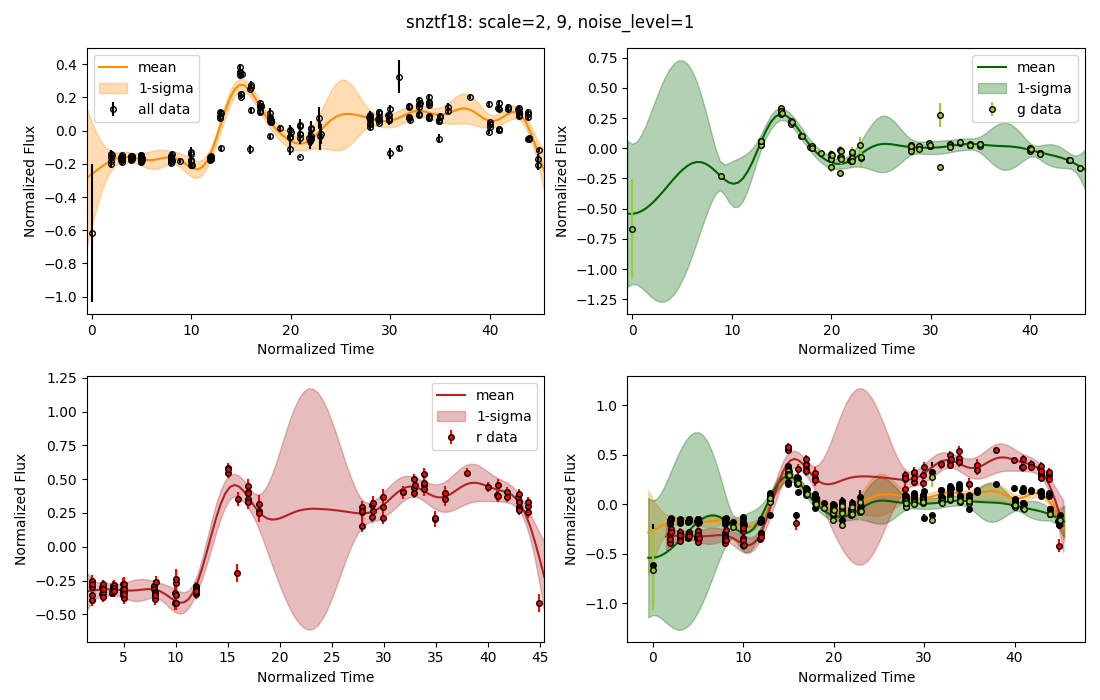 snztf18: scale=2, 9, noise_level=1
mean
1-sigma
all data
0.4
0.2
0.0
−0.2
−0.4
−0.6
−0.8
−1.0
Normalized Flux
0 10 20 30 40
Normalized Time
mean
1-sigma
g data
0.75
0.50
0.25
0.00
−0.25
−0.50
−0.75
−1.00
−1.25
Normalized Flux
0 10 20 30 40
Normalized Time
mean
1-sigma
r data
1.25
1.00
0.75
0.50
0.25
0.00
−0.25
−0.50
Normalized Flux
5 10 15 20 25 30 35 40 45
Normalized Time
1.0
0.5
0.0
−0.5
−1.0
Normalized Flux
0 10 20 30 40
Normalized Time